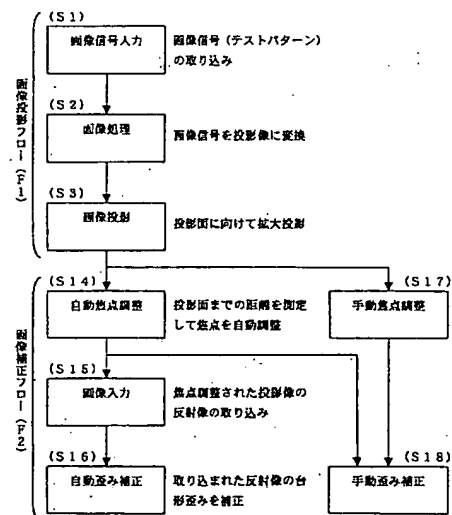 (S1)
画像信号入力
画像信号(テストパターン)
の取り込み
(S2)
画像処理
画像信号を投影像に変換
(S3)
画像投影
投影面に向けて拡大投影
画像投影フロー(F1)
(S14)
自動焦点調整
投影面までの距離を測定
して焦点を自動調整
(S17)
手動焦点調整
(S15)
画像入力
焦点調整された投影像の
反射像の取り込み
(S16)
自動歪み補正
取り込まれた反射像の台
形歪みを補正
(S18)
手動歪み補正
画像補正フロー(F2)